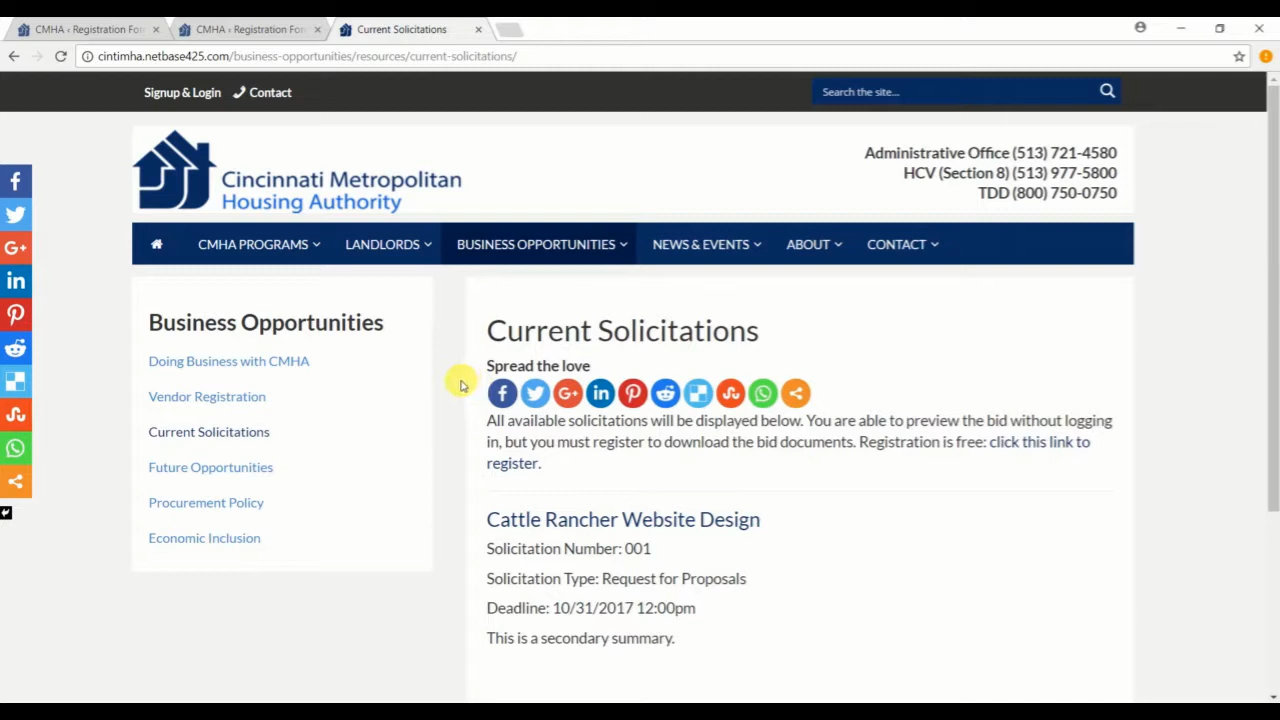 CMHA ‹ Registration For
CMHA ‹ Registration For
Current Solicitations
cintimha.netbase425.com/business-opportunities/resources/current-solicitations/
Signup & Login
Contact
Search the site...
Cincinnati Metropolitan
Housing Authority
Administrative Office (513) 721-4580
HCV (Section 8) (513) 977-5800
TDD (800) 750-0750
CMHA PROGRAMS
LANDLORDS
BUSINESS OPPORTUNITIES
NEWS & EVENTS
ABOUT
CONTACT
Business Opportunities
Doing Business with CMHA
Vendor Registration
Current Solicitations
Future Opportunities
Procurement Policy
Economic Inclusion
Current Solicitations
Spread the love
All available solicitations will be displayed below. You are able to preview the bid without logging
in, but you must register to download the bid documents. Registration is free: click this link to
register.
Cattle Rancher Website Design
Solicitation Number: 001
Solicitation Type: Request for Proposals
Deadline: 10/31/2017 12:00pm
This is a secondary summary.